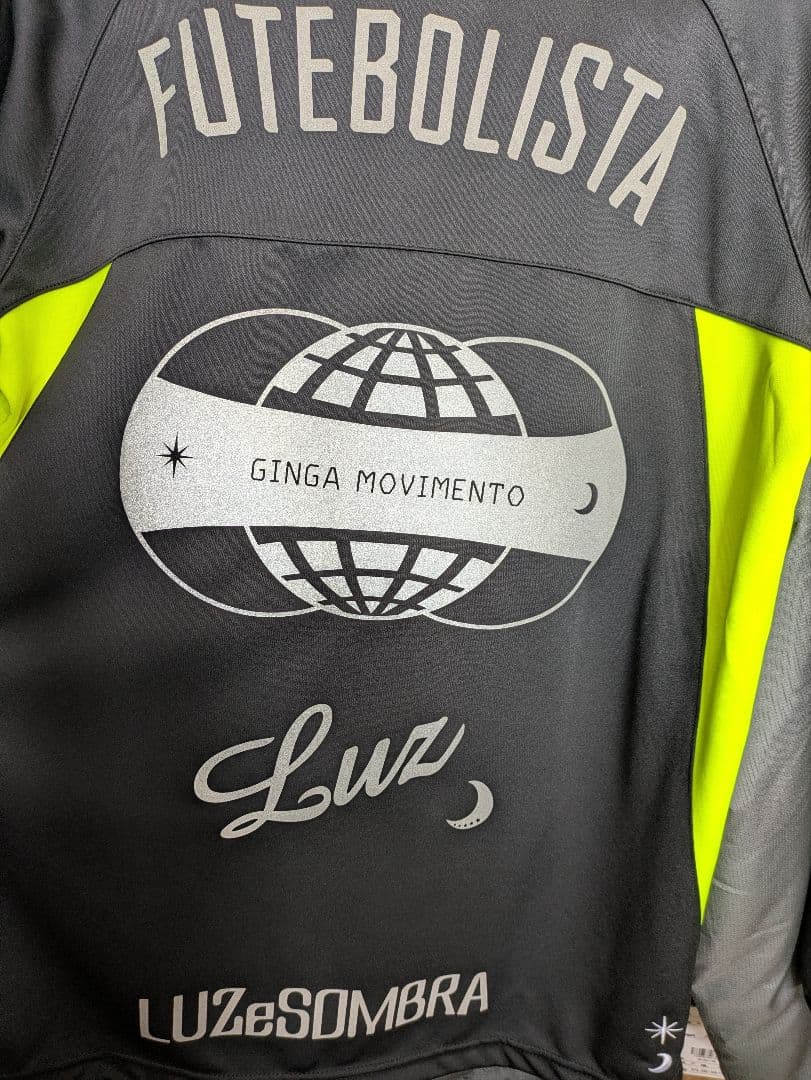 FUTEBOLISTA
GINGA MOVIMENTO
Luz
LUZeSOMBRA